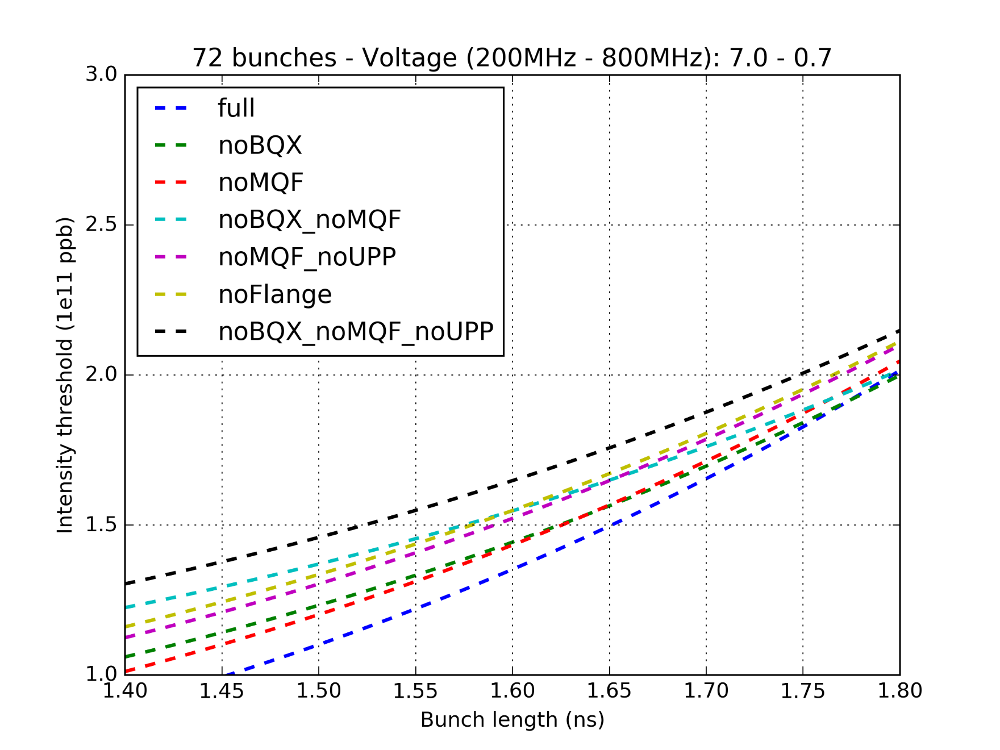 72 bunches - Voltage (200MHz - 800MHz): 7.0 - 0.7
3.0
2.5
2.0
1.5
1.0
Intensity threshold (1e11 ppb)
full
noBQX
noMQF
noBQX_noMQF
noMQF_noUPP
noFlange
noBQX_noMQF_noUPP
1.40 1.45 1.50 1.55 1.60 1.65 1.70 1.75 1.80
Bunch length (ns)